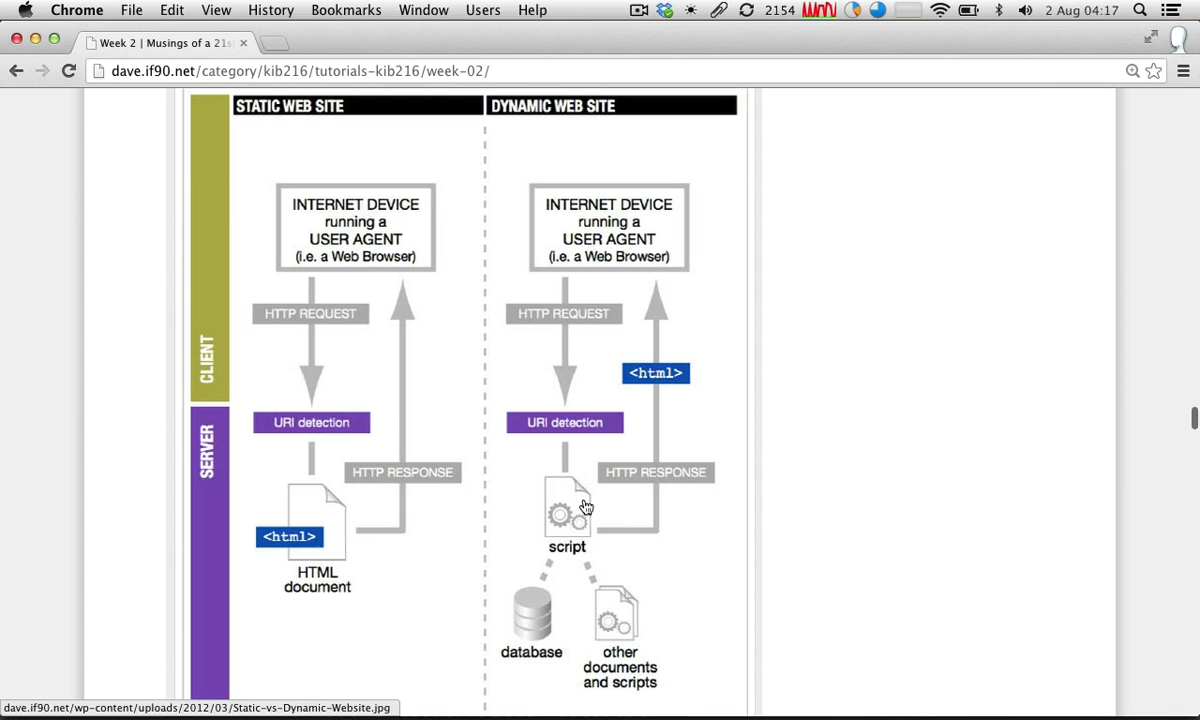 Chrome File Edit View History Bookmarks Window Users Help 2154 2 Aug 04:17
Week 2 | Musings of a 21s
dave.if90.net/category/kib216/tutorials-kib216/week-02/
STATIC WEB SITE
DYNAMIC WEB SITE
INTERNET DEVICE
running a
USER AGENT
(i.e. a Web Browser)
INTERNET DEVICE
running a
USER AGENT
(i.e. a Web Browser)
HTTP REQUEST
HTTP REQUEST
CLIENT
<html>
URI detection
URI detection
SERVER
HTTP RESPONSE
HTTP RESPONSE
<html>
HTML
document
script
database
other
documents
and scripts
dave.if90.net/wp-content/uploads/2012/03/Static-vs-Dynamic-Website.jpg